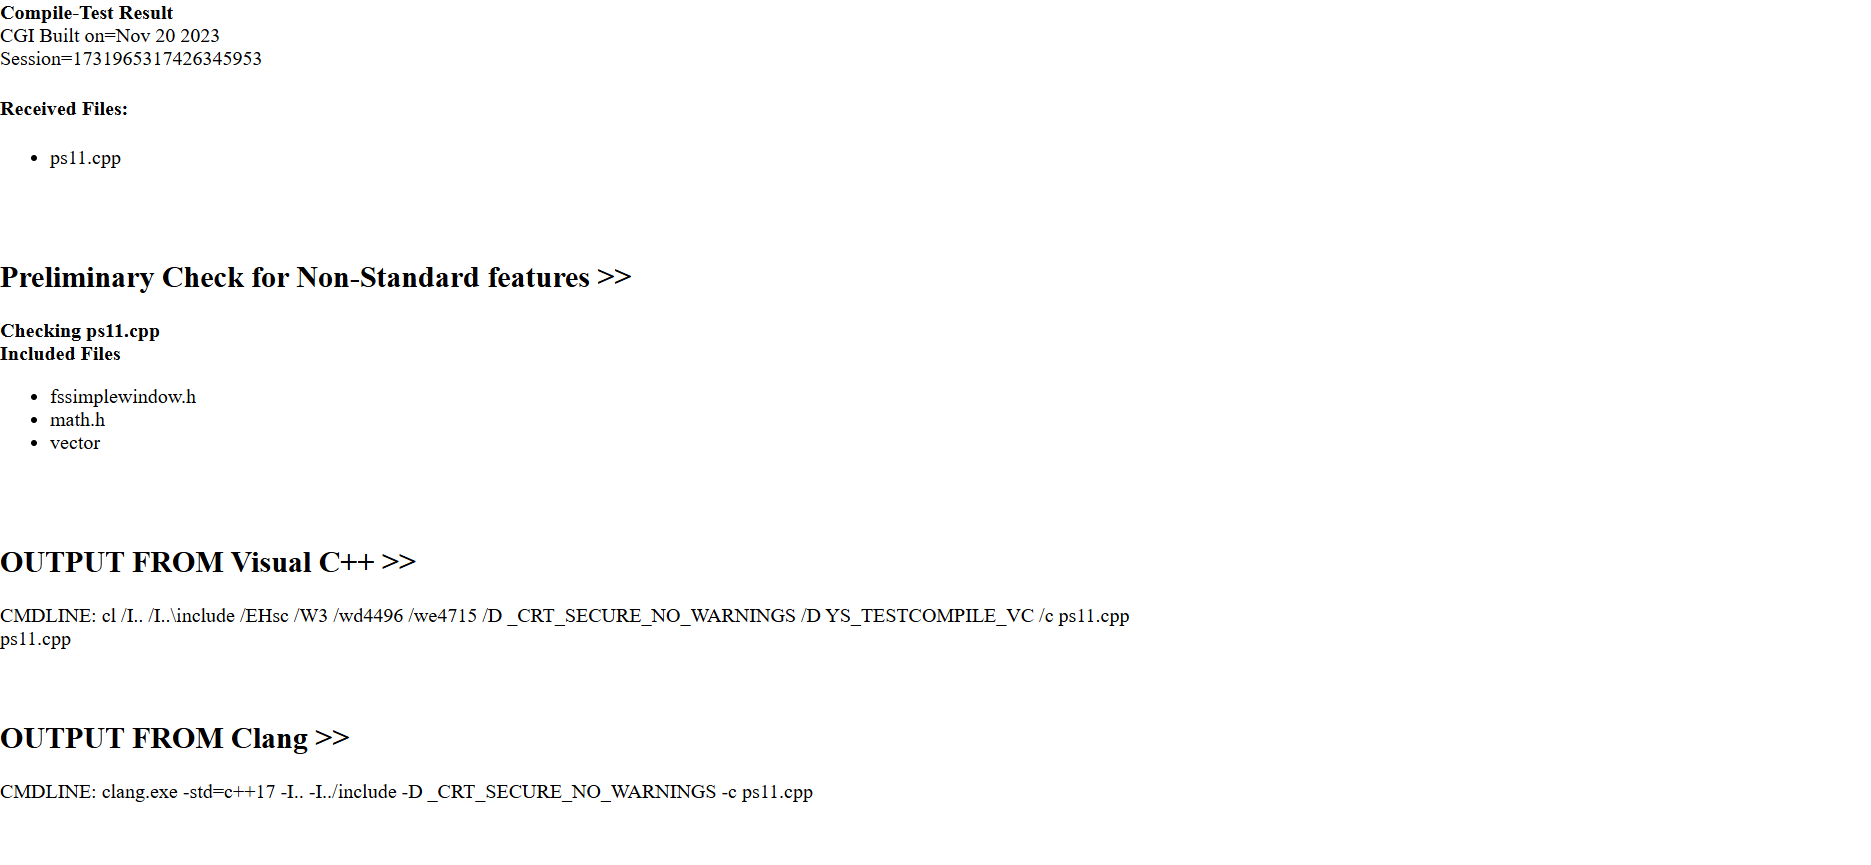 Compile-Test Result
CGI Built on=Nov 20 2023
Session=1731965317426345953
Received Files:
• ps11.cpp
Preliminary Check for Non-Standard features >>
Checking ps11.cpp
Included Files
• fssimplewindow.h
• math.h
• vector
OUTPUT FROM Visual C++ >>
CMDLINE: cl /I.. /I..\include /EHsc /W3 /wd4496 /we4715 /D _CRT_SECURE_NO_WARNINGS /D YS_TESTCOMPILE_VC /c ps11.cpp
ps11.cpp
OUTPUT FROM Clang >>
CMDLINE: clang.exe -std=c++17 -I.. -I../include -D _CRT_SECURE_NO_WARNINGS -c ps11.cpp